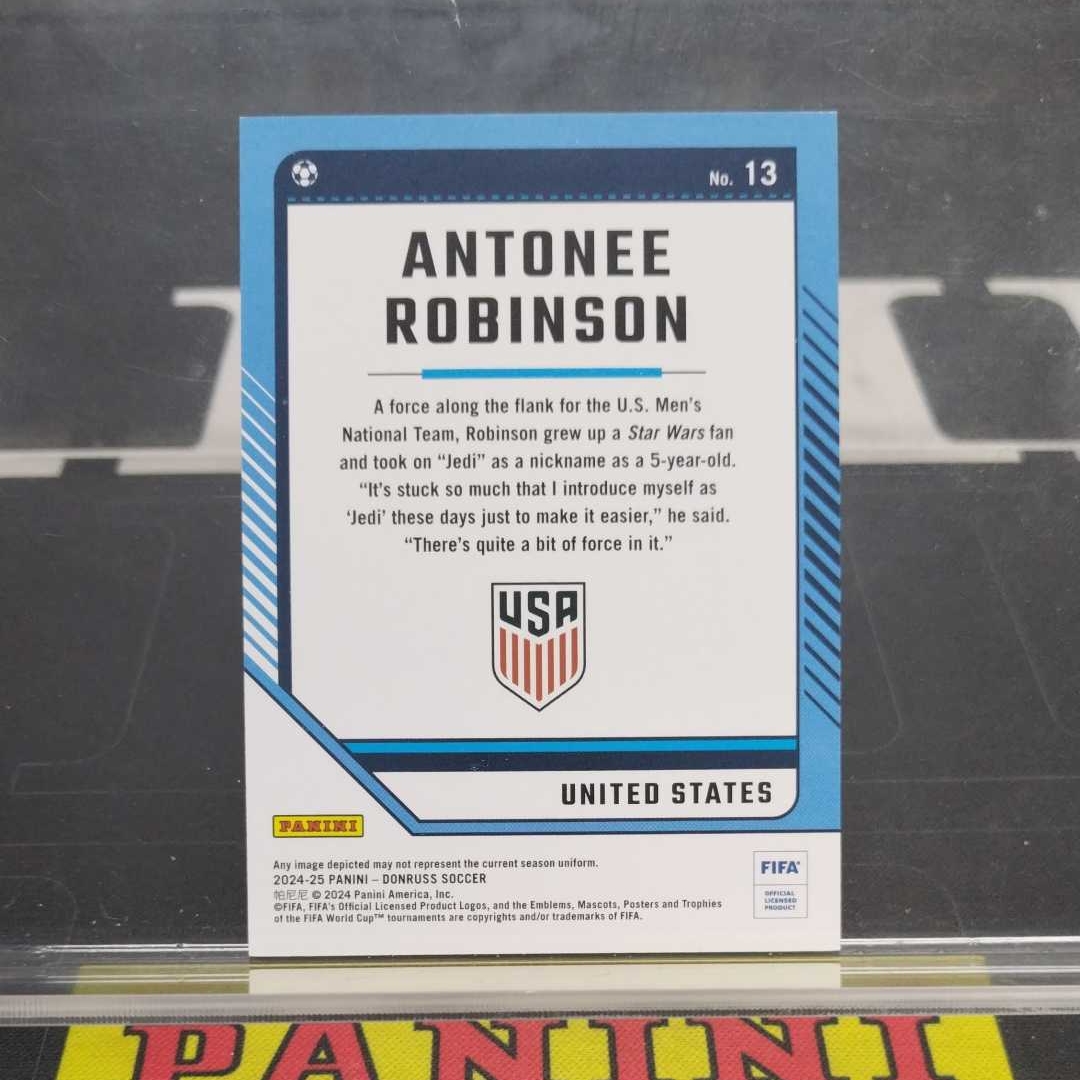 No. 13
ANTONEE
ROBINSON
A force along the flank for the U.S. Men's
National Team, Robinson grew up a Star Wars fan
and took on “Jedi” as a nickname as a 5-year-old.
“It's stuck so much that I introduce myself as
‘Jedi’ these days just to make it easier,” he said.
“There's quite a bit of force in it.”
USA
UNITED STATES
PANINI
Any image depicted may not represent the current season uniform.
2024-25 PANINI – DONRUSS SOCCER
帕尼尼 © 2024 Panini America, Inc.
©FIFA, FIFA's Official Licensed Product Logos, and the Emblems, Mascots, Posters and Trophies
of the FIFA World Cup™ tournaments are copyrights and/or trademarks of FIFA.
FIFA®
OFFICIAL
LICENSED
PRODUCT
PANINI